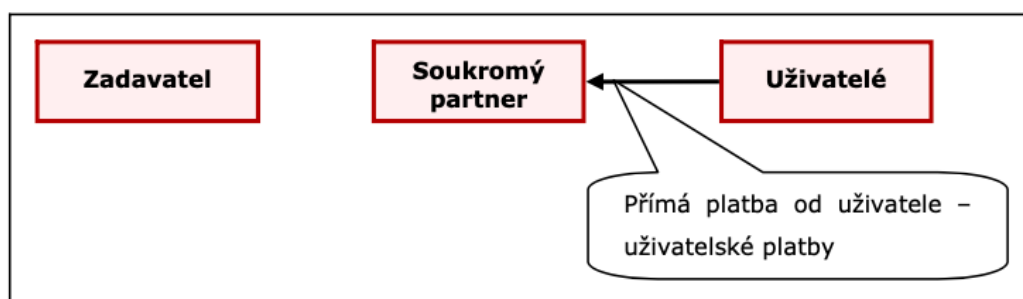 Zadavatel
Soukromý
partner
Uživatelé
Přímá platba od uživatele –
uživatelské platby